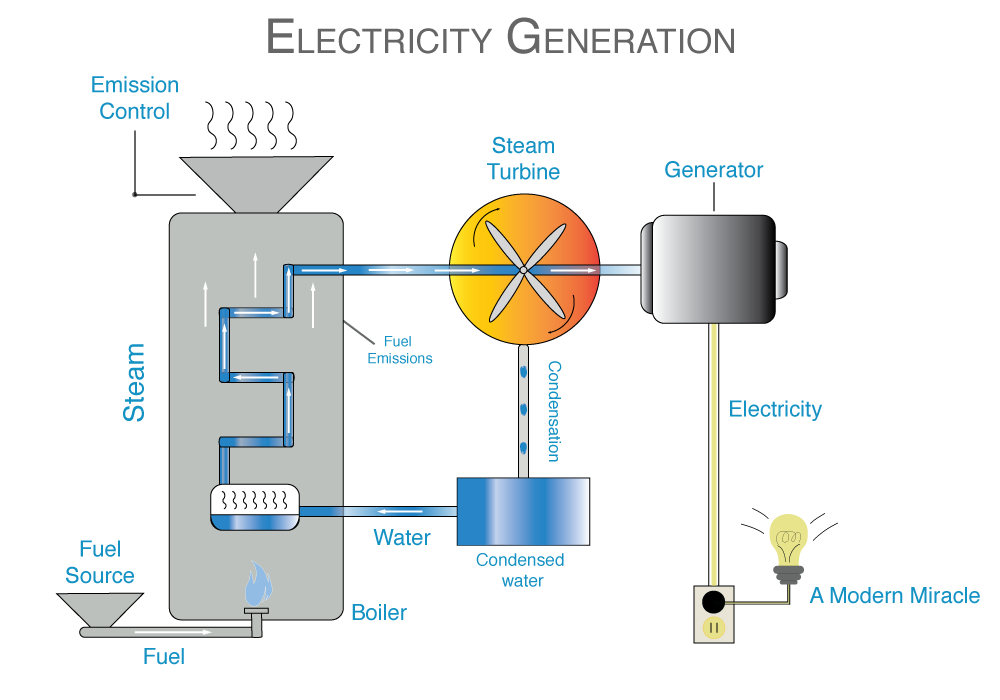 ELECTRICITY GENERATION
Emission
Control
Steam
Turbine
Generator
Fuel
Emissions
Steam
Condensation
Electricity
Water
Condensed
water
Fuel
Source
Boiler
A Modern Miracle
Fuel